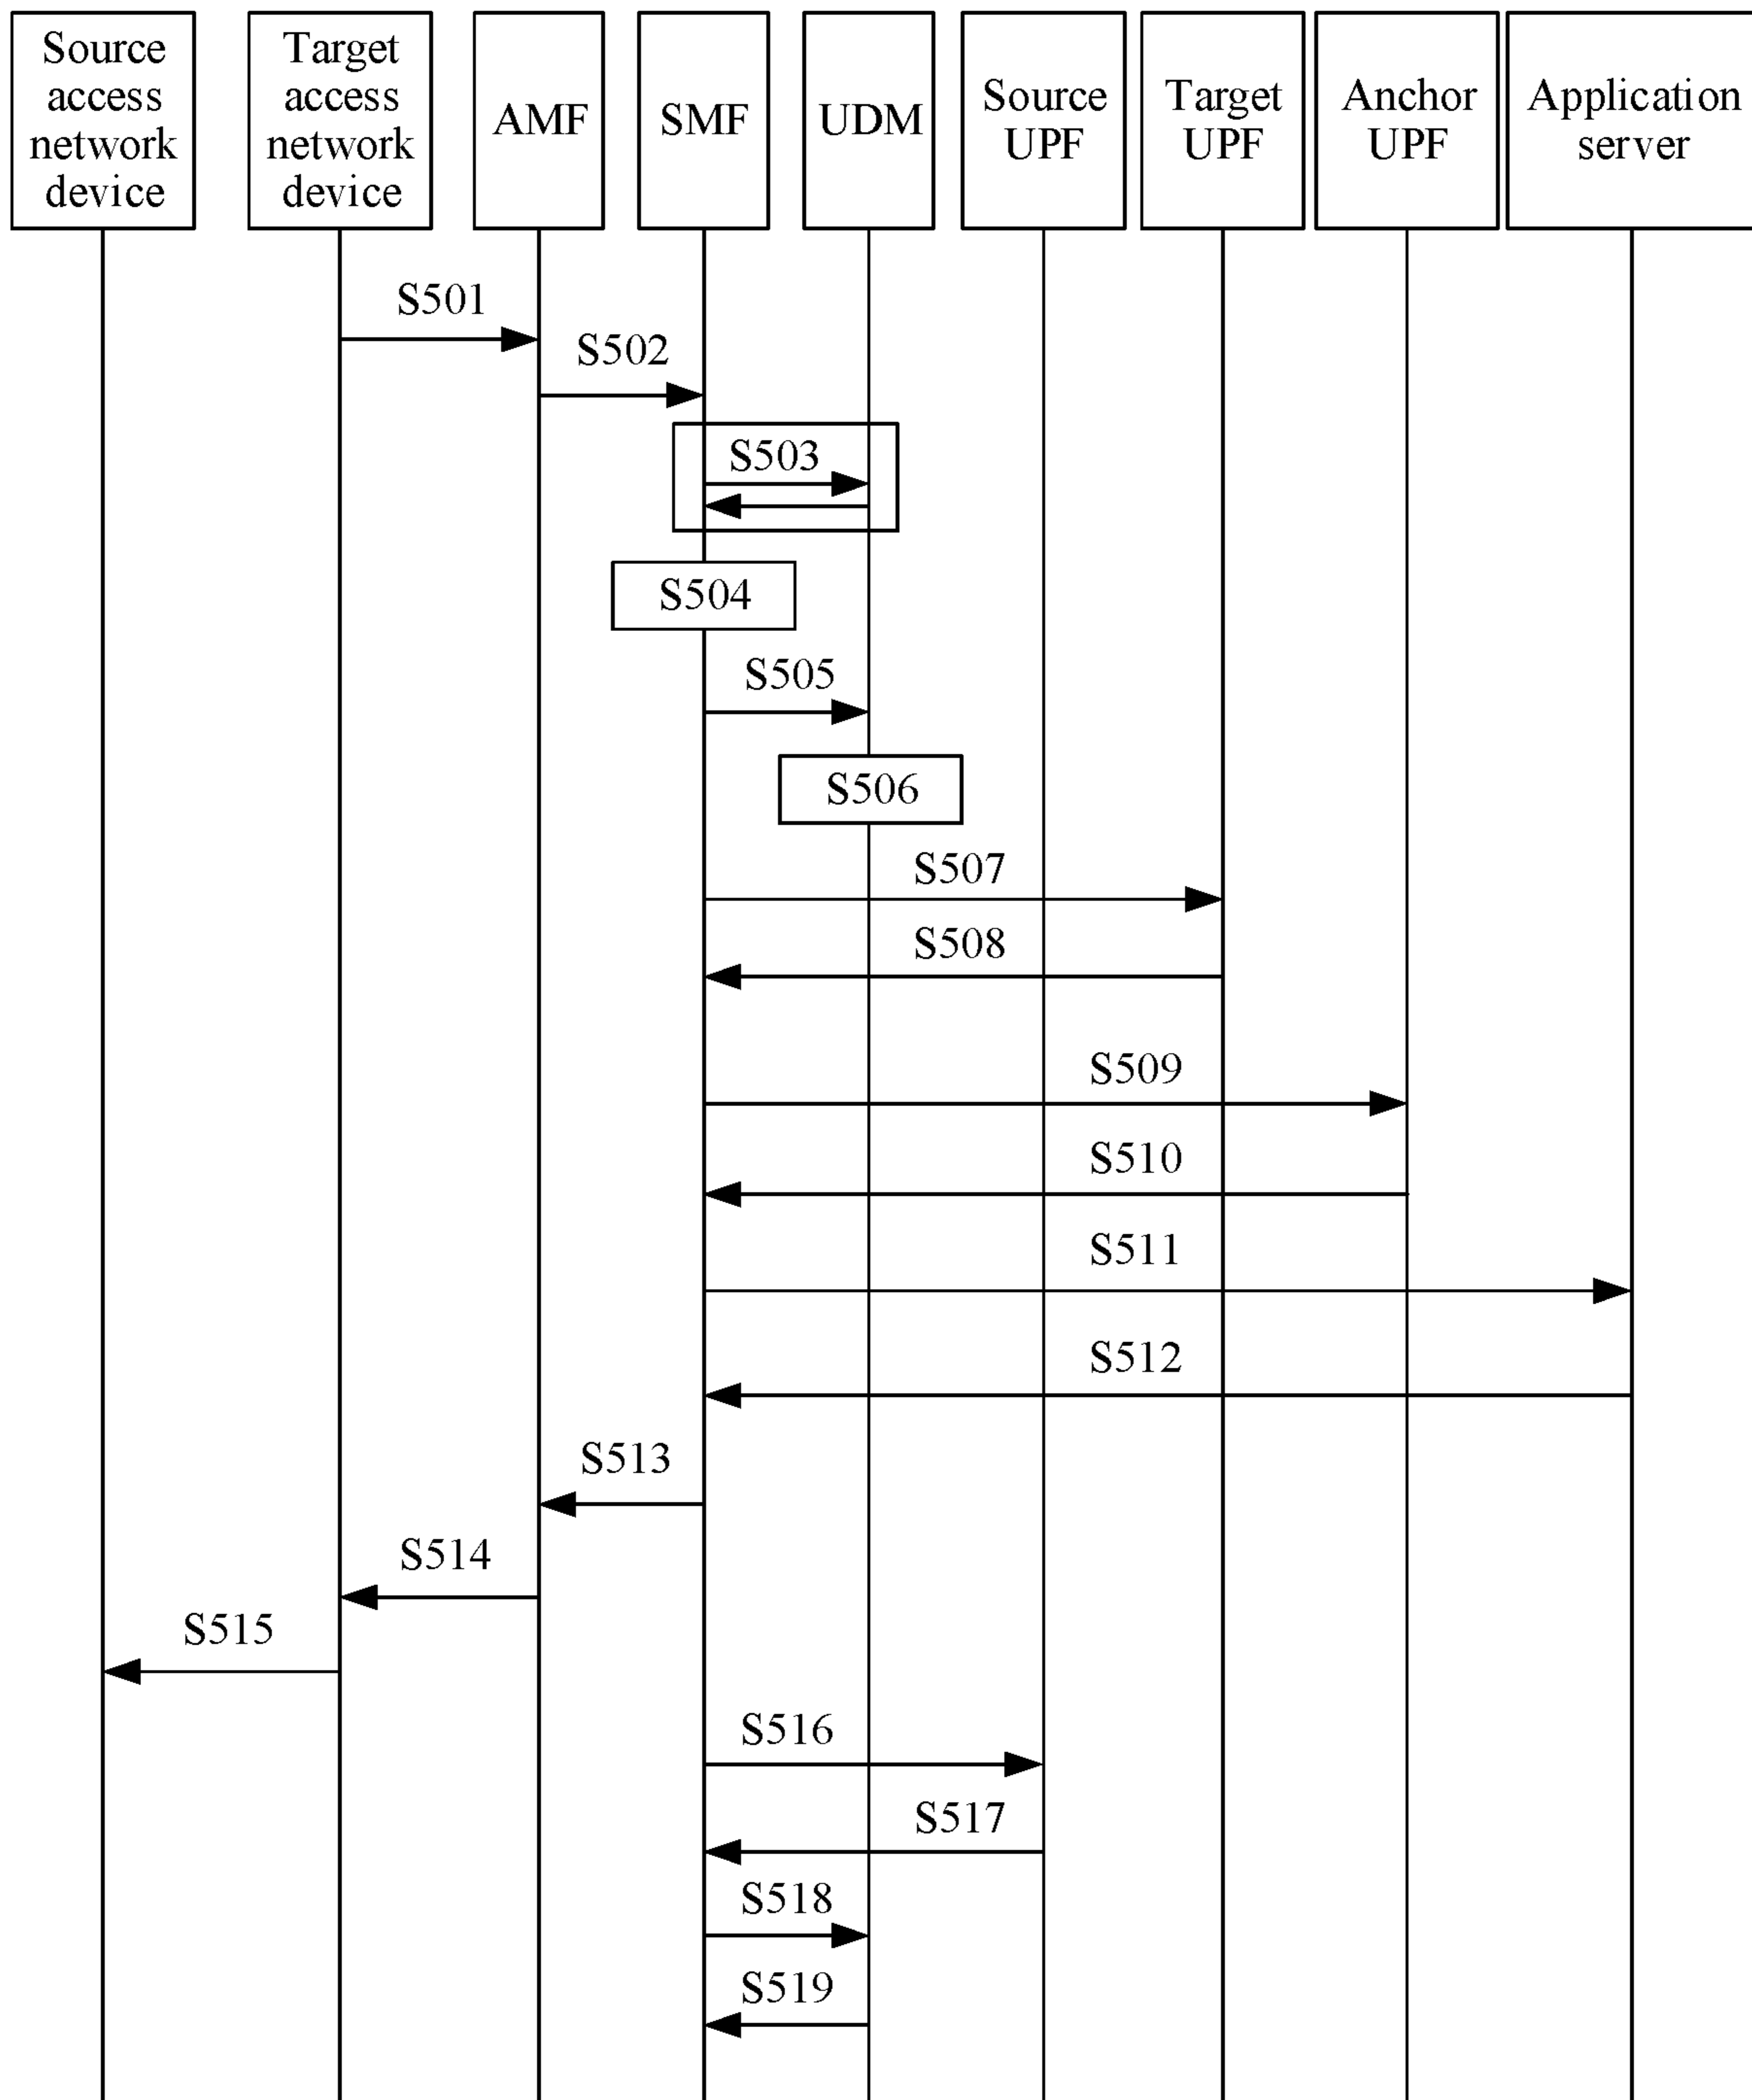 Source
access
network
device
Target
access
network
device
AMF
SMF
UDM
Source
UPF
Target
UPF
Anchor
UPF
Application
server
S501
S502
S503
S504
S505
S506
S507
S508
S509
S510
S511
S512
S513
S514
S515
S516
S517
S518
S519